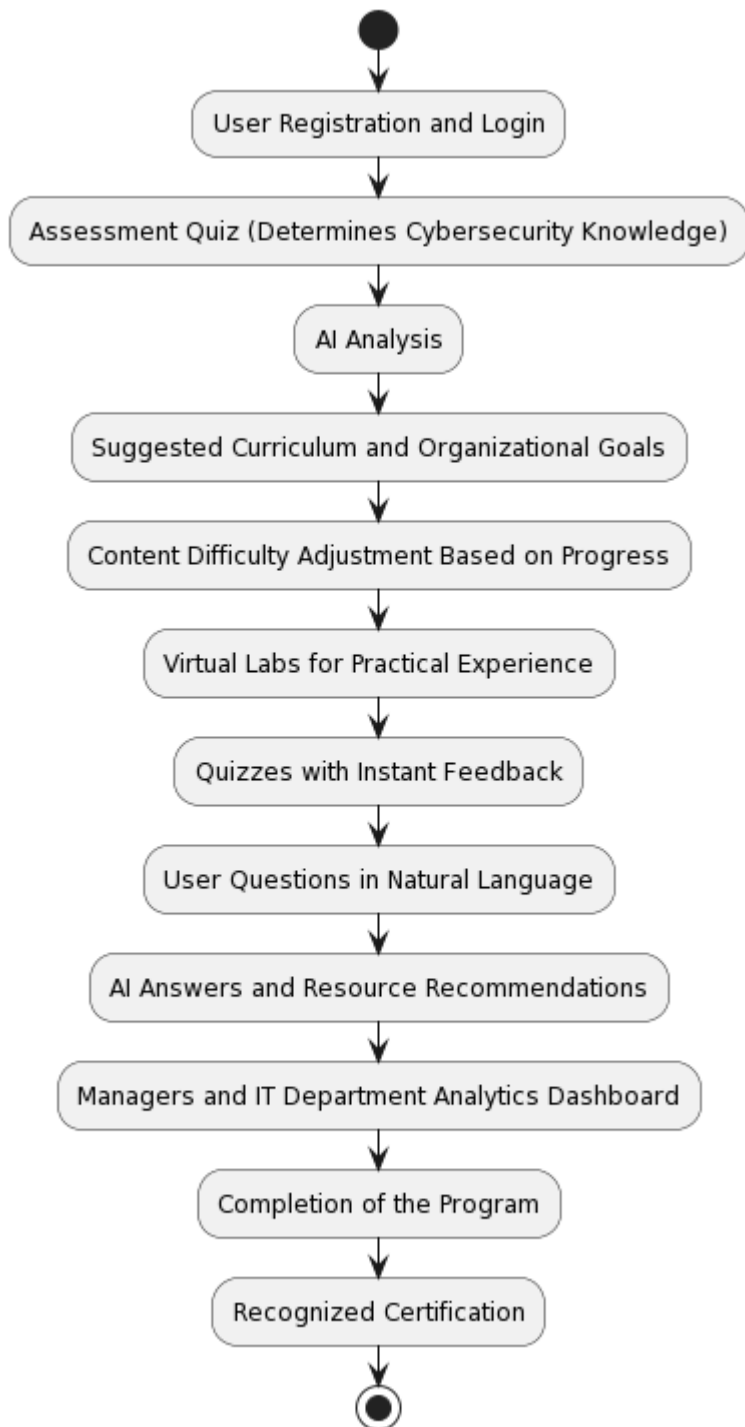 User Registration and Login
Assessment Quiz (Determines Cybersecurity Knowledge)
AI Analysis
Suggested Curriculum and Organizational Goals
Content Difficulty Adjustment Based on Progress
Virtual Labs for Practical Experience
Quizzes with Instant Feedback
User Questions in Natural Language
AI Answers and Resource Recommendations
Managers and IT Department Analytics Dashboard
Completion of the Program
Recognized Certification